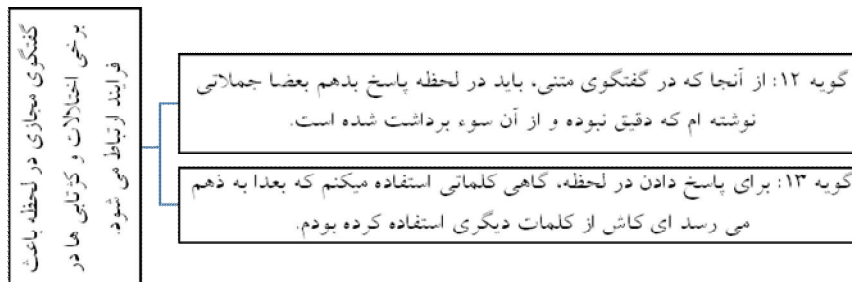 گفتگوی مجازی در لحظه باعث
برخی اختلالات و کژتابی ها در
فرایند ارتباط می شود.
گویه ۱۲: از آنجا که در گفتگوی متنی، باید در لحظه پاسخ بدهم بعضا جملاتی
نوشته ام که دقیق نبوده و از آن سوء برداشت شده است.
گویه ۱۳: برای پاسخ دادن در لحظه، گاهی کلماتی استفاده میکنم که بعدا به ذهم
می رسد ای کاش از کلمات دیگری استفاده کرده بودم.